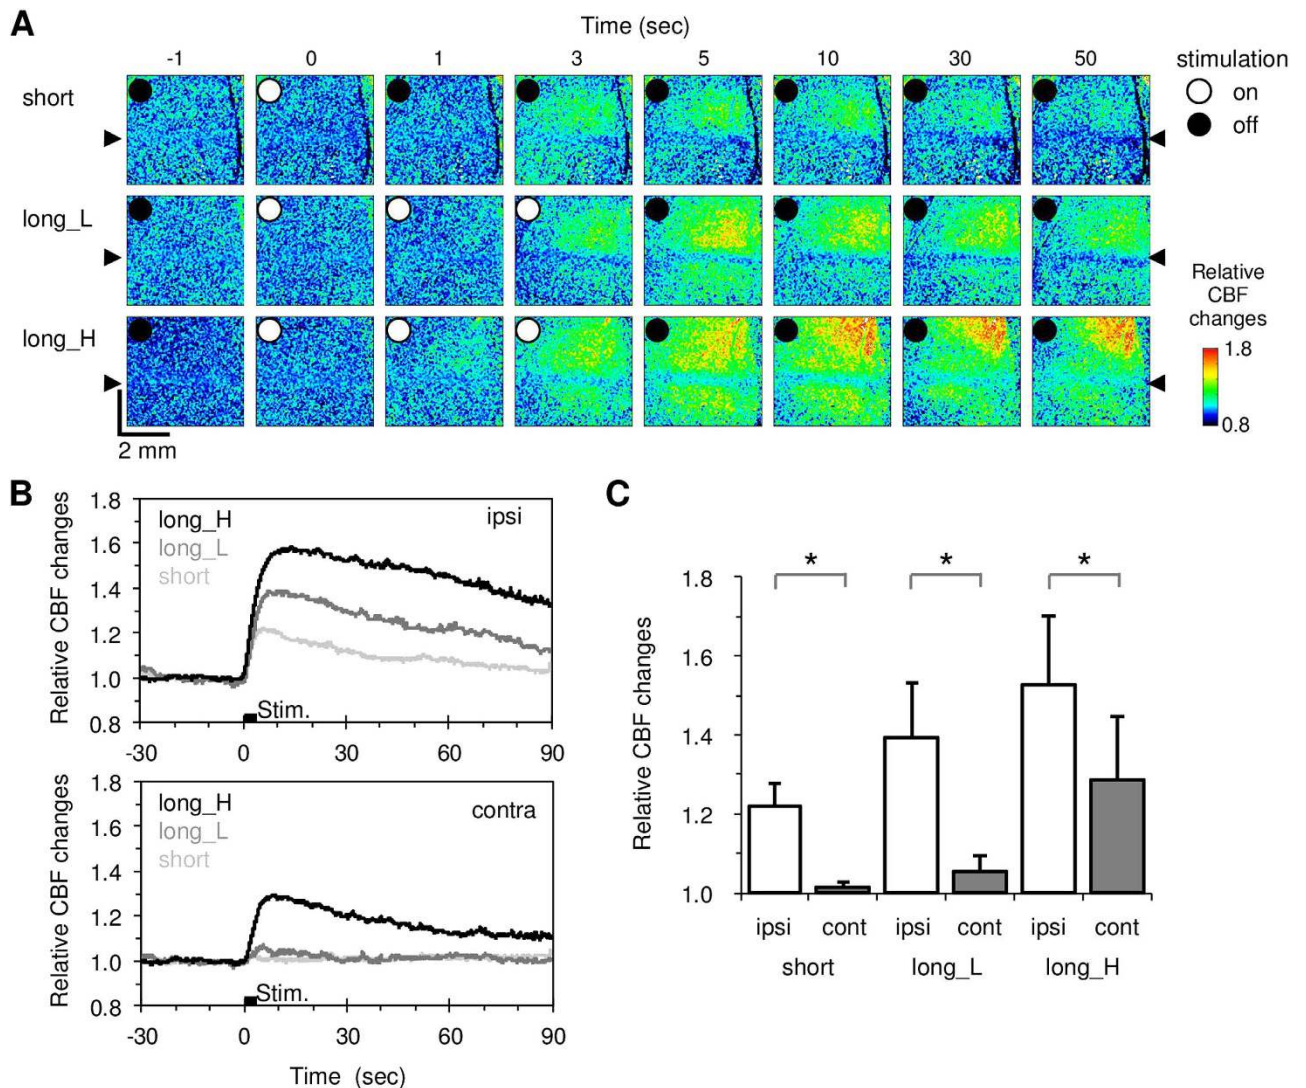 A
Time (sec)
-1 0 1 3 5 10 30 50
stimulation
on
off
short
long_L
long_H
Relative
CBF
changes
1.8
0.8
2 mm
B
Relative CBF changes
1.8
1.6
1.4
1.2
1.0
0.8
long_H
long_L
short
ipsi
Stim.
-30 0 30 60 90
Relative CBF changes
1.8
1.6
1.4
1.2
1.0
0.8
long_H
long_L
short
contra
Stim.
-30 0 30 60 90
Time (sec)
C
Relative CBF changes
1.8
1.6
1.4
1.2
1.0
* * *
ipsi cont ipsi cont ipsi cont
short long_L long_H